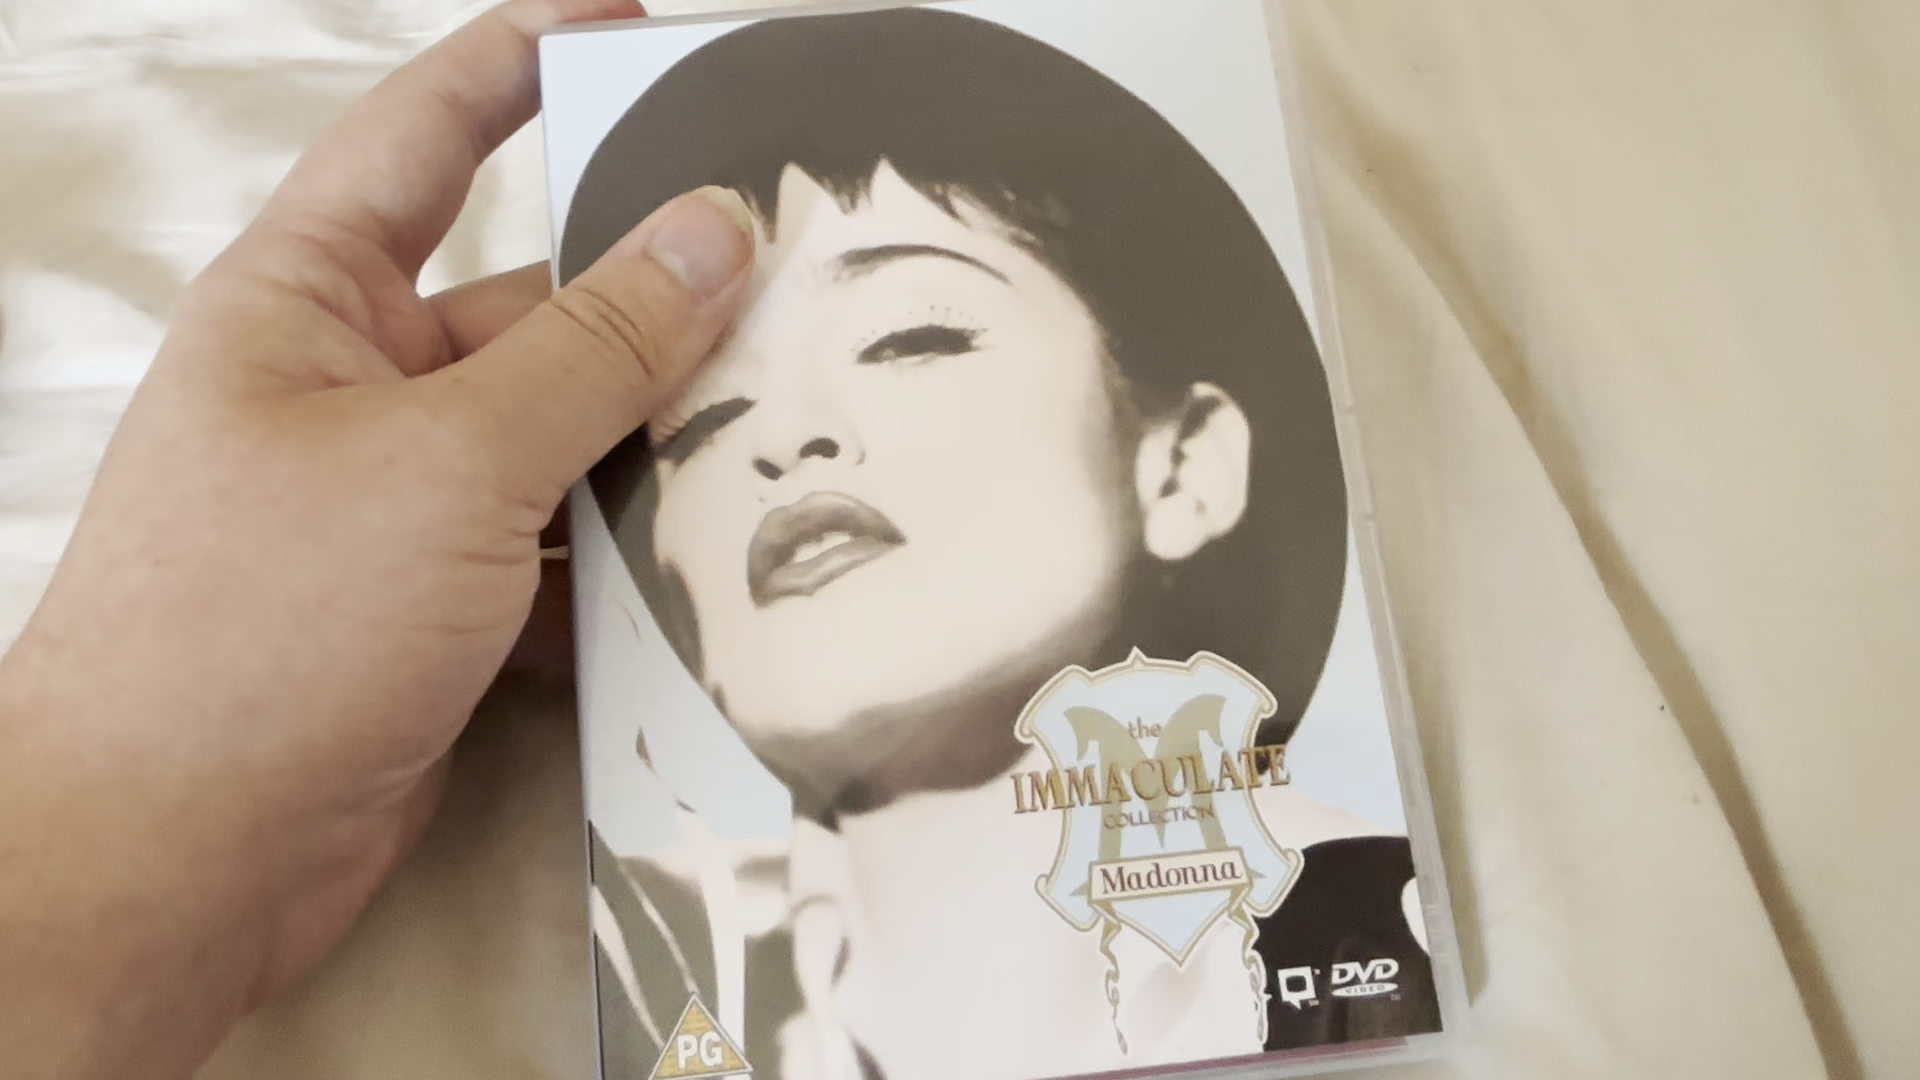 the
IMMACULATE
COLLECTION
Madonna
DVD
VIDEO
PG